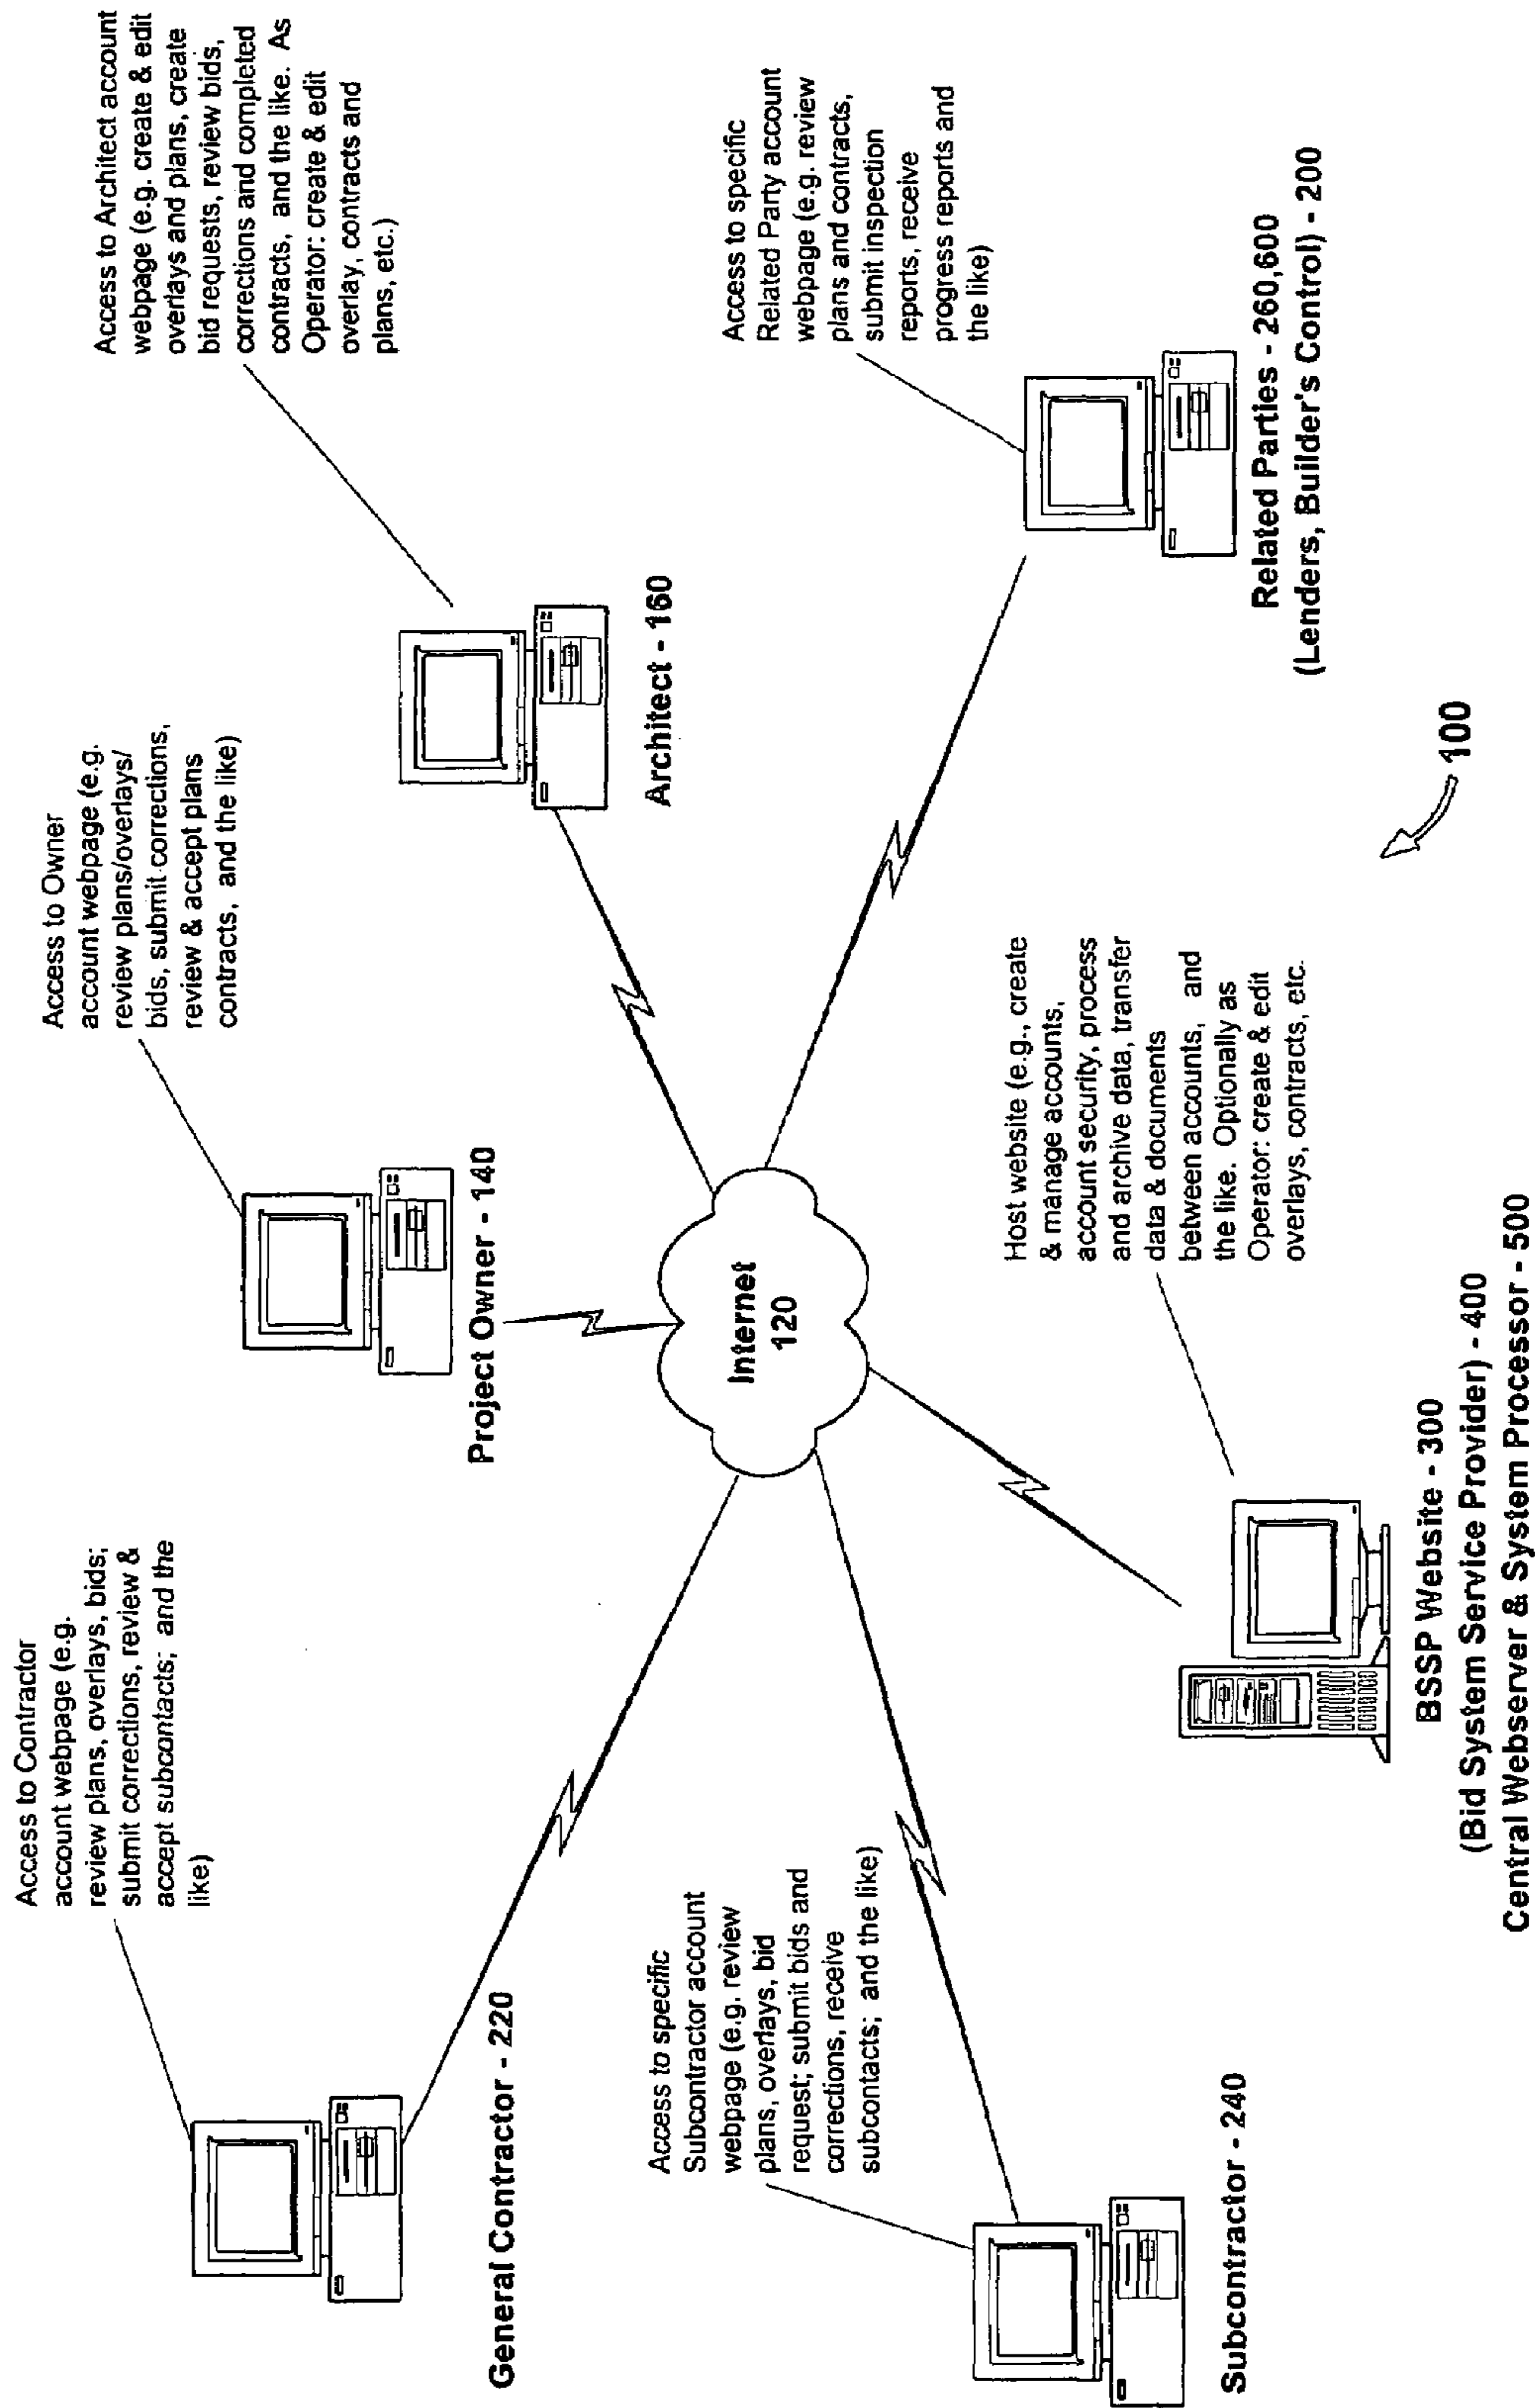 Access to Contractor
account webpage (e.g.
review plans, overlays, bids;
submit corrections, review &
accept subcontacts; and the
like)
General Contractor - 220
Access to Owner
account webpage (e.g.
review plans/overlays/
bids, submit corrections,
review & accept plans
contracts, and the like)
Project Owner - 140
Access to Architect account
webpage (e.g. create & edit
overlays and plans, create
bid requests, review bids,
corrections and completed
contracts, and the like. As
Operator: create & edit
overlay, contracts and
plans, etc.)
Architect - 160
Internet
120
Access to specific
Subcontractor account
webpage (e.g. review
plans, overlays, bid
request; submit bids and
corrections, receive
subcontacts; and the like)
Subcontractor - 240
Host website (e.g., create
& manage accounts,
account security, process
and archive data, transfer
data & documents
between accounts, and
the like. Optionally as
Operator: create & edit
overlays, contracts, etc.
BSSP Website - 300
(Bid System Service Provider) - 400
Central Webserver & System Processor - 500
Access to specific
Related Party account
webpage (e.g. review
plans and contracts,
submit inspection
reports, receive
progress reports and
the like)
Related Parties - 260,600
(Lenders, Builder's Control) - 200
100